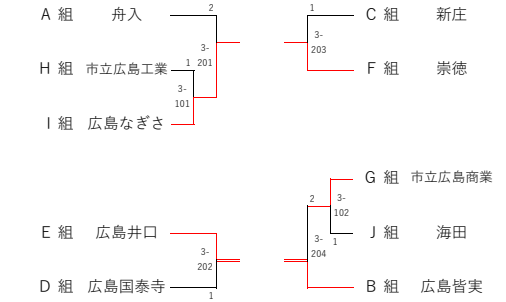 A 組 舟入 2
3-
201
H 組 市立広島工業 1
3-
101
I 組 広島なぎさ
1 C 組 新庄
3-
203
F 組 崇徳
G 組 市立広島商業
2 3-
102
J 組 海田
1
3-
204
B 組 広島皆実
E 組 広島井口
3-
202
D 組 広島国泰寺
1